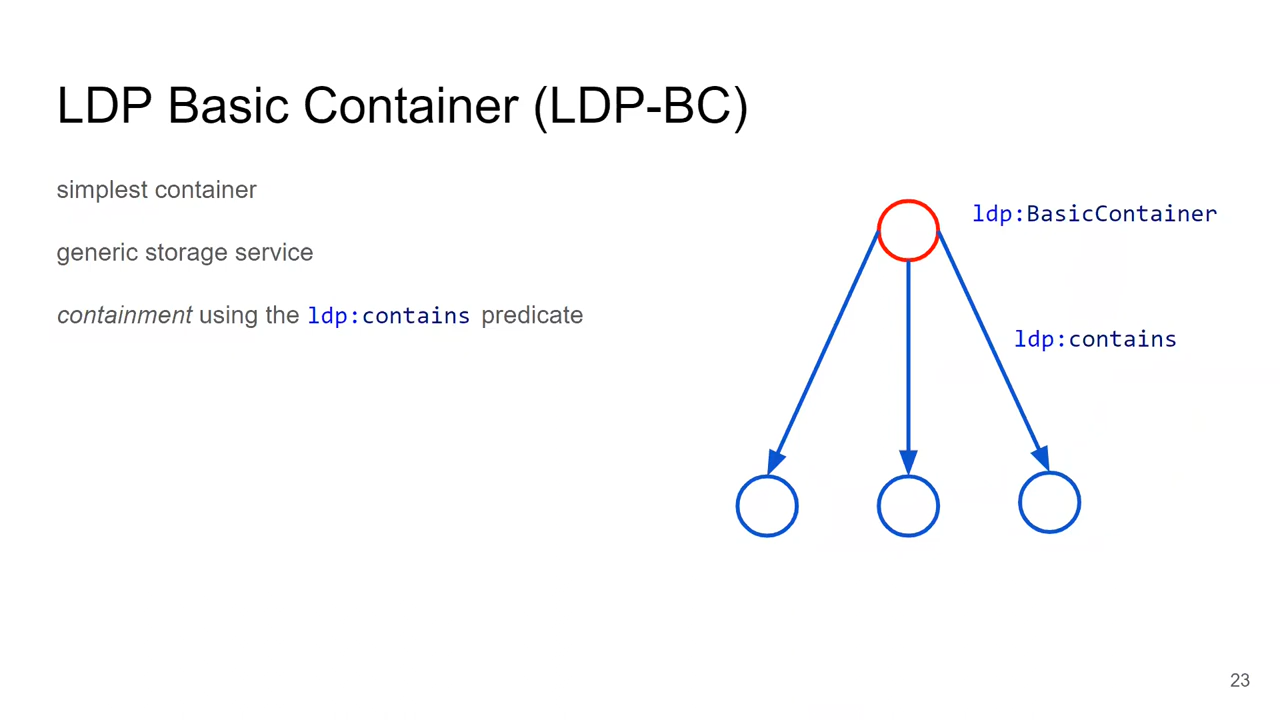 LDP Basic Container (LDP-BC)
simplest container
generic storage service
containment using the ldp:contains predicate
ldp:BasicContainer
ldp:contains
23